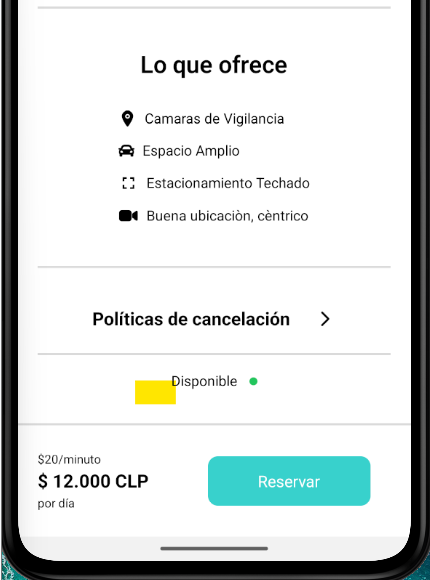 Lo que ofrece
Camaras de Vigilancia
Espacio Amplio
Estacionamiento Techado
Buena ubicaciòn, cèntrico
Políticas de cancelación
Disponible
$20/minuto
$ 12.000 CLP
por día
Reservar